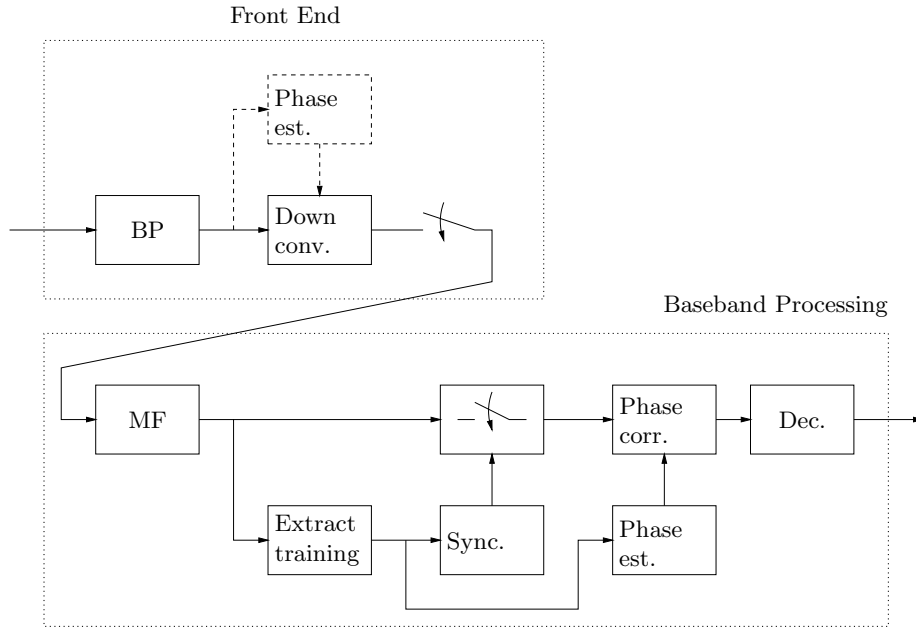 Front End
Phase
est.
BP
Down
conv.
Baseband Processing
MF
Phase
corr.
Dec.
Extract
training
Sync.
Phase
est.